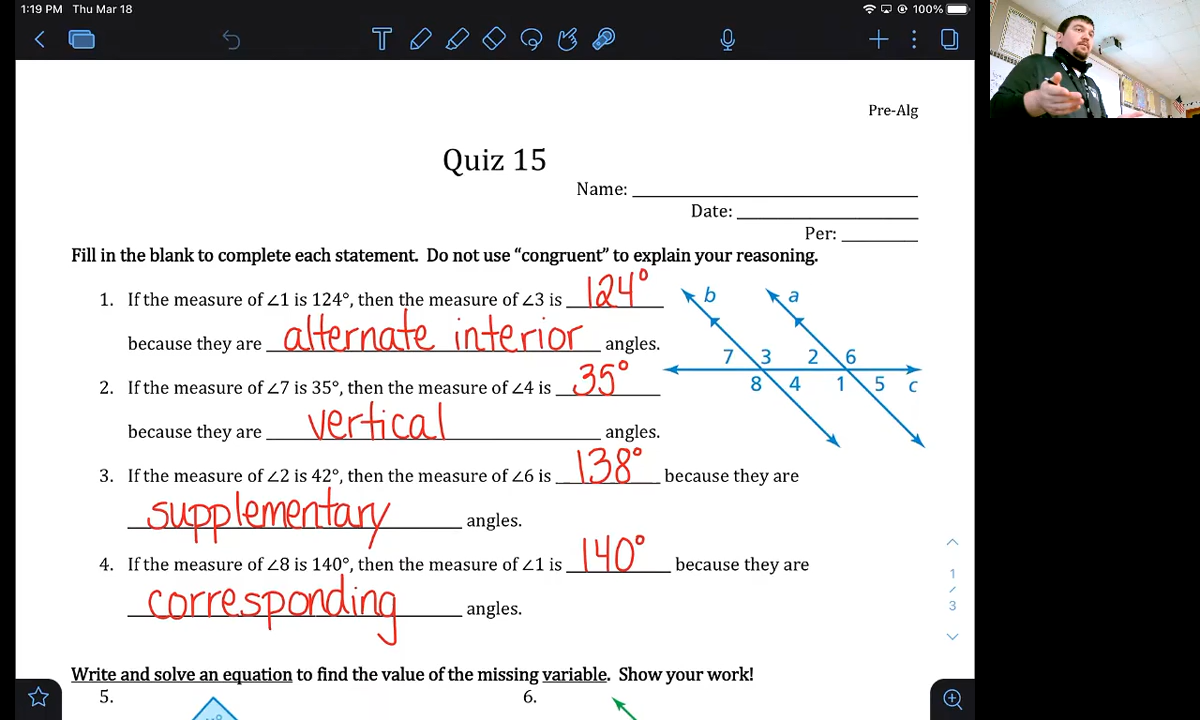 1:19 PM Thu Mar 18
100%
T
Pre-Alg
Quiz 15
Name:
Date:
Per:
Fill in the blank to complete each statement. Do not use “congruent” to explain your reasoning.
1. If the measure of ∠1 is 124°, then the measure of ∠3 is 124°
because they are alternate interior angles.
2. If the measure of ∠7 is 35°, then the measure of ∠4 is 35°
because they are vertical angles.
3. If the measure of ∠2 is 42°, then the measure of ∠6 is 138° because they are
supplementary angles.
4. If the measure of ∠8 is 140°, then the measure of ∠1 is 140° because they are
corresponding angles.
b a
7 3 2 6
8 4 1 5 c
1
/
3
Write and solve an equation to find the value of the missing variable. Show your work!
5. 6.